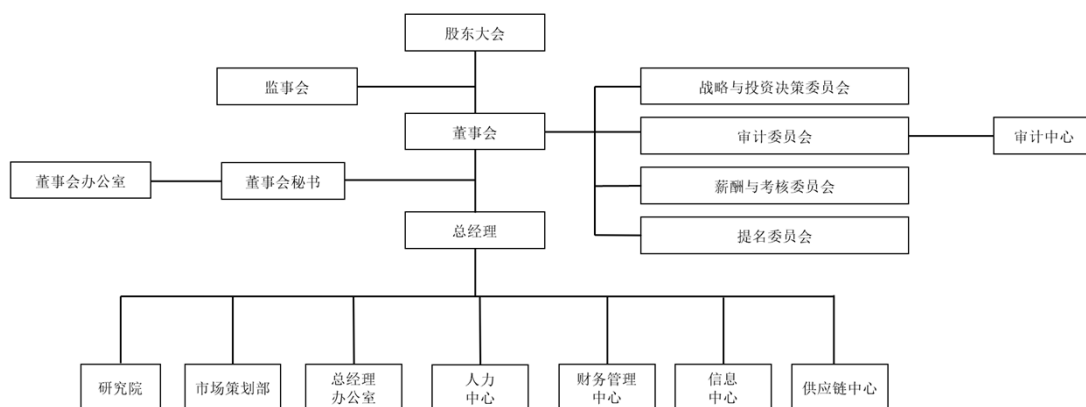 股东大会
监事会
战略与投资决策委员会
董事会
审计委员会
审计中心
董事会办公室
董事会秘书
薪酬与考核委员会
总经理
提名委员会
研究院
市场策划部
总经理
办公室
人力
中心
财务管理
中心
信息
中心
供应链中心